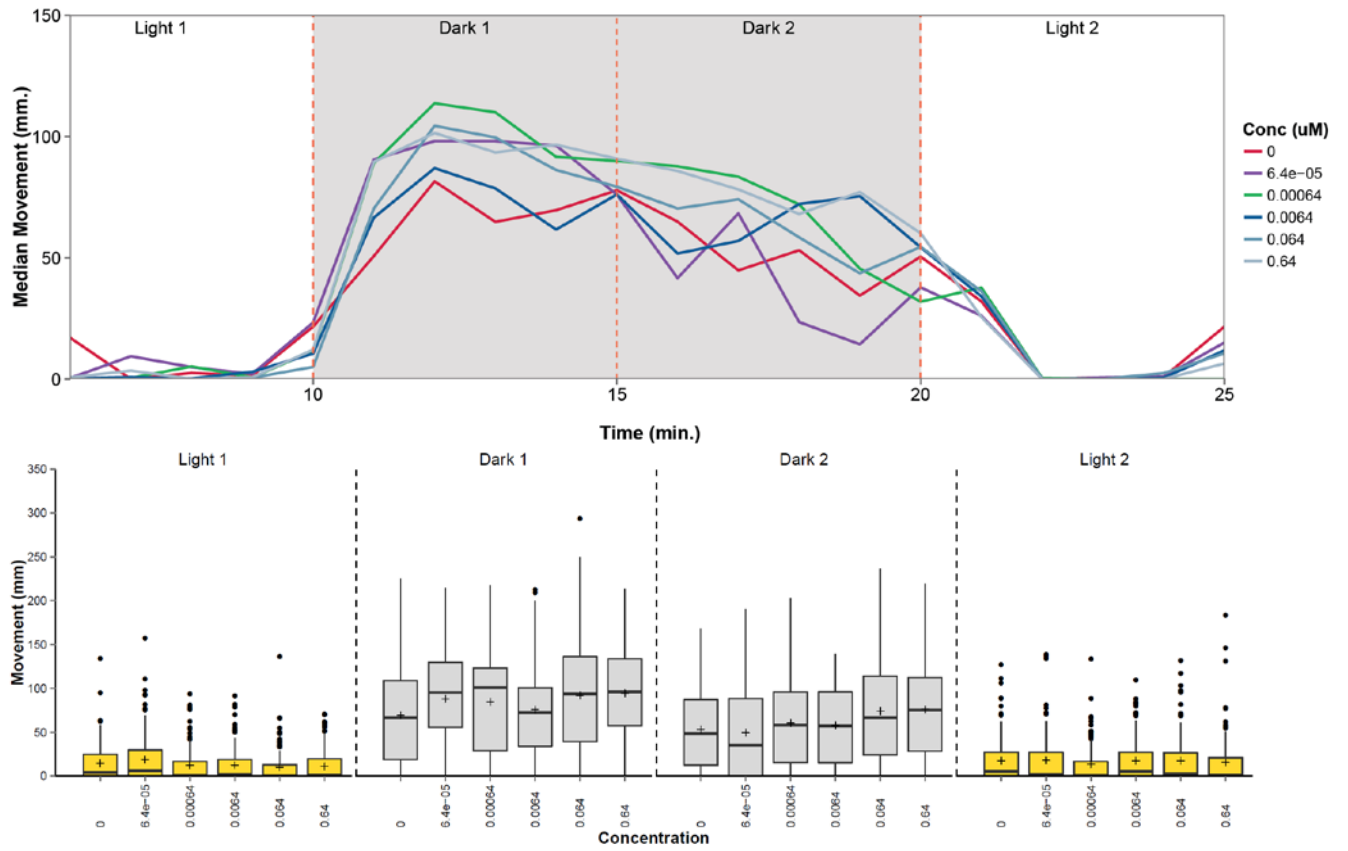 150
Light 1 Dark 1 Dark 2 Light 2
100
50
0
Median Movement (mm.)
10 15 20 25
Time (min.)
Conc (uM)
0
6.4e−05
0.00064
0.0064
0.064
0.64
Light 1 Dark 1 Dark 2 Light 2
350
300
250
200
150
100
50
0
Movement (mm)
0 6.4e−05 0.00064 0.0064 0.064 0.64 0 6.4e−05 0.00064 0.0064 0.064 0.64 0 6.4e−05 0.00064 0.0064 0.064 0.64 0 6.4e−05 0.00064 0.0064 0.064 0.64
Concentration